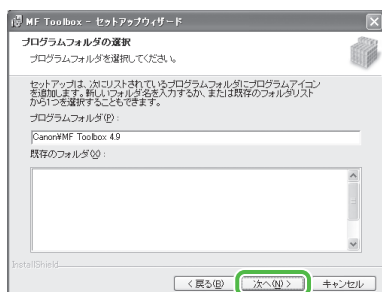 MF Toolbox - セットアップウィザード
プログラムフォルダの選択
プログラムフォルダを選択してください。
セットアップは、次にリストされているプログラムフォルダにプログラムアイコン
を追加します。新しいフォルダ名を入力するか、または既存のフォルダリスト
から1つを選択することもできます。
プログラムフォルダ(P):
Canon¥MF Toolbox 4.9
既存のフォルダ(X):
InstallShield
< 戻る(B) 次へ(N) > キャンセル